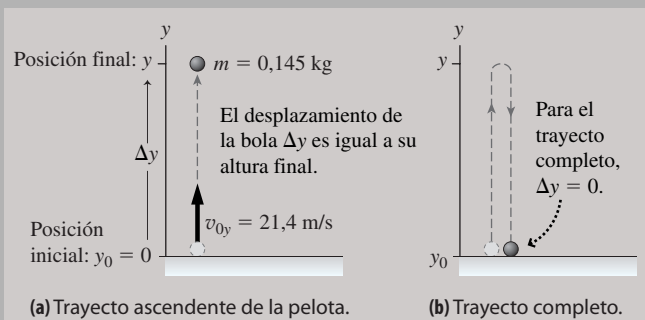 y
Posición final: y
m = 0,145 kg
El desplazamiento de
la bola Δy es igual a su
altura final.
Δy
v₀y = 21,4 m/s
Posición
inicial: y₀ = 0
(a) Trayecto ascendente de la pelota.
y
y
Para el
trayecto
completo,
Δy = 0.
y₀
(b) Trayecto completo.